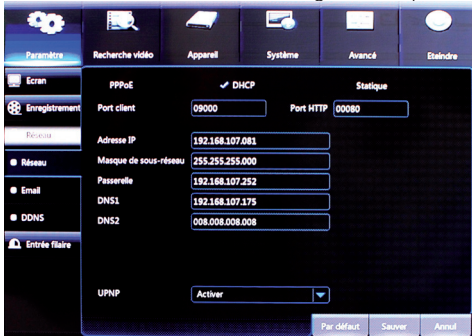 Paramètre Recherche vidéo Appareil Système Avancé Eteindre
Ecran
Enregistrement
Réseau
Réseau
Email
DDNS
Entrée filaire
PPPoE DHCP Statique
Port client 09000 Port HTTP 00080
Adresse IP 192.168.107.081
Masque de sous-réseau 255.255.255.000
Passerelle 192.168.107.252
DNS1 192.168.107.175
DNS2 008.008.008.008
UPNP Activer
Par défaut Sauver Annul